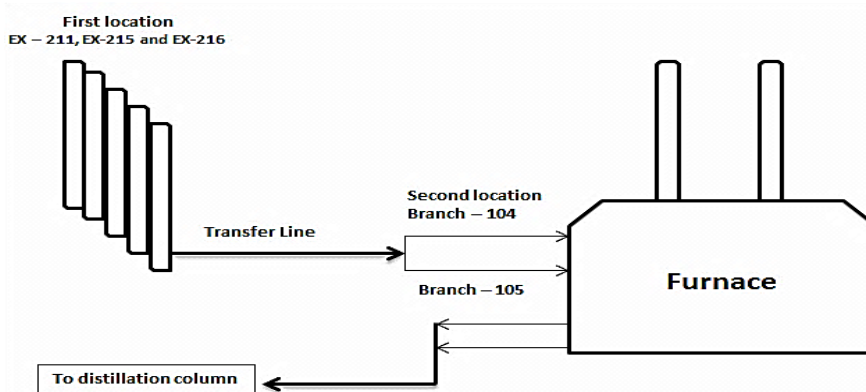 First location
EX – 211, EX-215 and EX-216
Second location
Branch – 104
Transfer Line
Branch – 105
Furnace
To distillation column